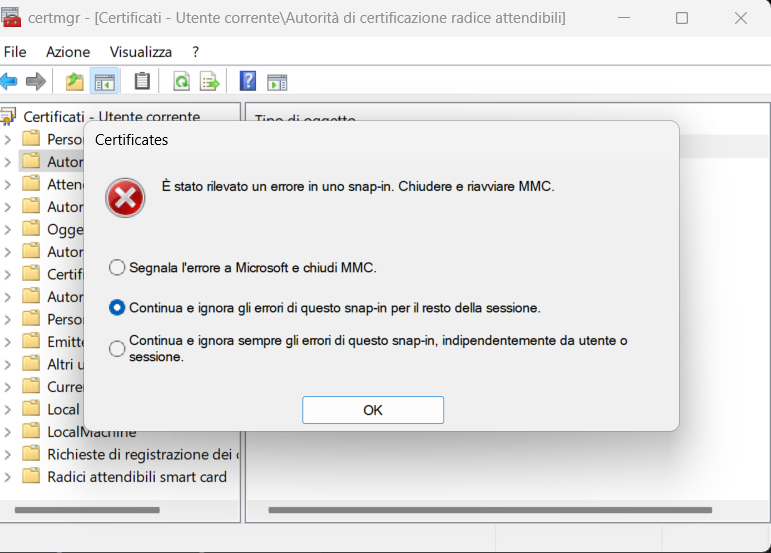 certmgr - [Certificati - Utente corrente\Autorità di certificazione radice attendibili]
File Azione Visualizza ?
Certificati - Utente corrente
Tipo di oggetto
Certificates
È stato rilevato un errore in uno snap-in. Chiudere e riavviare MMC.
Segnala l'errore a Microsoft e chiudi MMC.
Continua e ignora gli errori di questo snap-in per il resto della sessione.
Continua e ignora sempre gli errori di questo snap-in, indipendentemente da utente o
sessione.
OK
Perso
Autor
Atten
Autor
Ogge
Autor
Certif
Autor
Perso
Emitte
Altri u
Curre
Local
LocalMachine
Richieste di registrazione dei
Radici attendibili smart card